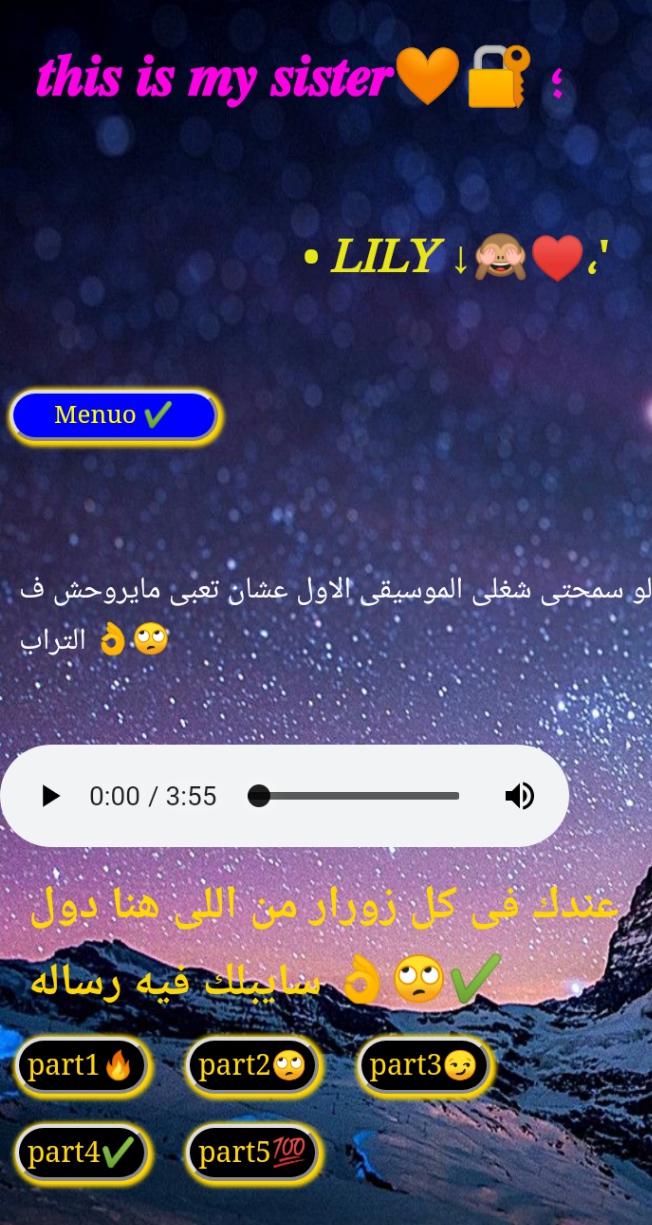 this is my sister🧡🔐 ؛
• LILY ↓🙈♥️،'
Menuo ✔️
لو سمحتى شغلى الموسيقى الاول عشان تعبى مايروحش ف
التراب 👌🙄
0:00 / 3:55
عندك فى كل زورار من اللى هنا دول
سايبلك فيه رساله 👌🙄✔️
part1🔥 part2🙄 part3😏
part4✔️ part5💯